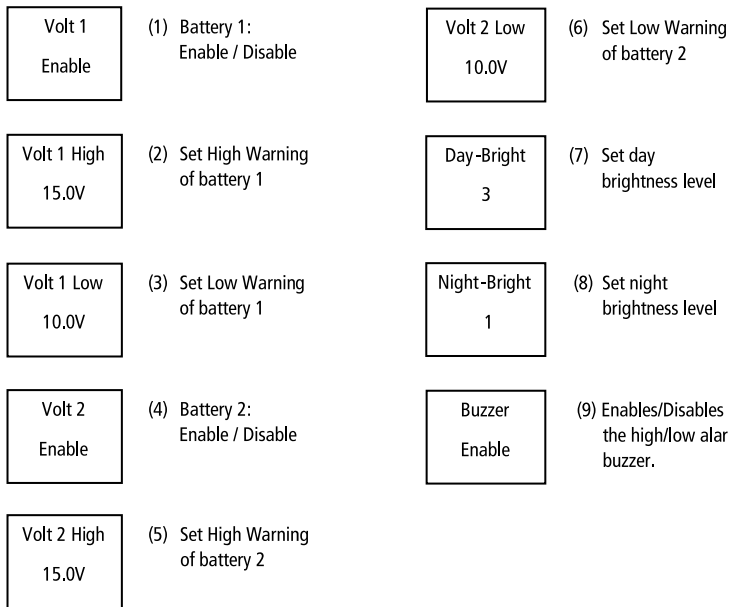 Volt 1
Enable
(1) Battery 1:
Enable / Disable
Volt 1 High
15.0V
(2) Set High Warning
of battery 1
Volt 1 Low
10.0V
(3) Set Low Warning
of battery 1
Volt 2
Enable
(4) Battery 2:
Enable / Disable
Volt 2 High
15.0V
(5) Set High Warning
of battery 2
Volt 2 Low
10.0V
(6) Set Low Warning
of battery 2
Day-Bright
3
(7) Set day
brightness level
Night-Bright
1
(8) Set night
brightness level
Buzzer
Enable
(9) Enables/Disables
the high/low alar
buzzer.